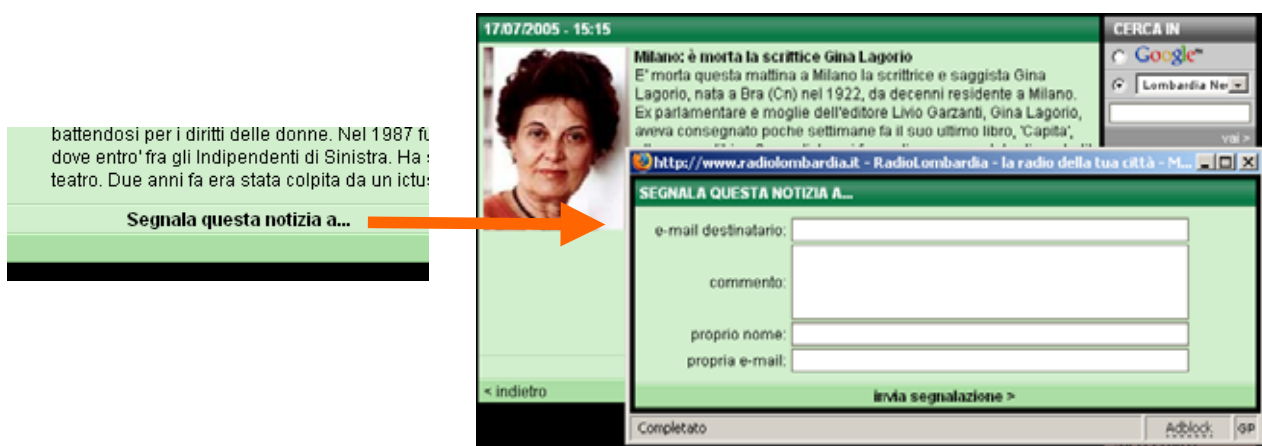 battendosi per i diritti delle donne. Nel 1987
dove entro' fra gli Indipendenti di Sinistra. Ha
teatro. Due anni fa era stata colpita da un ictus
Segnala questa notizia a...
17/07/2005 - 15:15
Milano: è morta la scrittice Gina Lagorio
E' morta questa mattina a Milano la scrittrice e saggista Gina
Lagorio, nata a Bra (Cn) nel 1922, da decenni residente a Milano.
Ex parlamentare e moglie dell'editore Livio Garzanti, Gina Lagorio,
aveva consegnato poche settimane fa il suo ultimo libro, 'Capita',
< indietro
CERCA IN
Google™
Lombardia Ne
vai >
http://www.radiolombardia.it - RadioLombardia - la radio della tua città - M...
SEGNALA QUESTA NOTIZIA A...
e-mail destinatario:
commento:
proprio nome:
propria e-mail:
invia segnalazione >
Completato
Adblock
GP